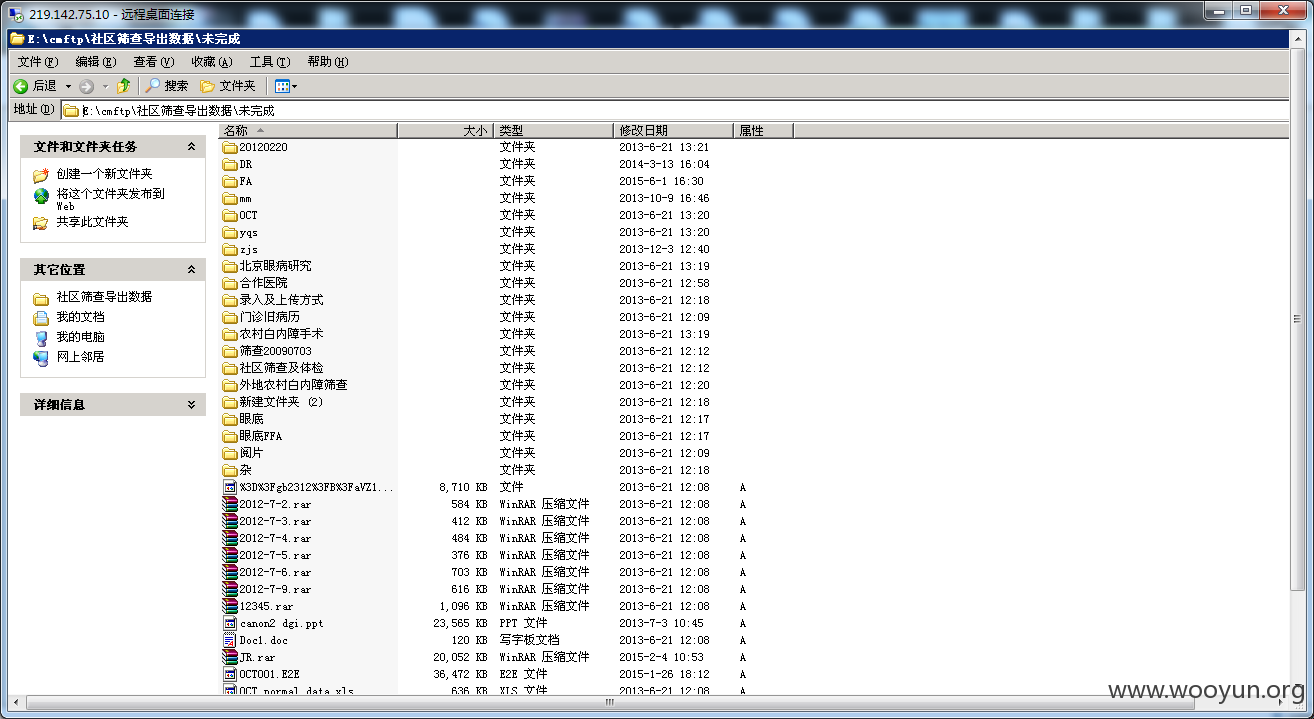 219.142.75.10 - 远程桌面连接
E:\cmftp\社区筛查导出数据\未完成
文件(F) 编辑(E) 查看(V) 收藏(A) 工具(T) 帮助(H)
后退 搜索 文件夹
地址(D) E:\cmftp\社区筛查导出数据\未完成
文件和文件夹任务
创建一个新文件夹
将这个文件夹发布到
Web
共享此文件夹
其它位置
社区筛查导出数据
我的文档
我的电脑
网上邻居
详细信息
名称 大小 类型 修改日期 属性
20120220 文件夹 2013-6-21 13:21
DR 文件夹 2014-3-13 16:04
FA 文件夹 2015-6-1 16:30
mm 文件夹 2013-10-9 16:46
OCT 文件夹 2013-6-21 13:20
yqs 文件夹 2013-6-21 13:20
zjs 文件夹 2013-12-3 12:40
北京眼病研究 文件夹 2013-6-21 13:19
合作医院 文件夹 2013-6-21 12:58
录入及上传方式 文件夹 2013-6-21 12:18
门诊旧病历 文件夹 2013-6-21 12:09
农村白内障手术 文件夹 2013-6-21 13:19
筛查20090703 文件夹 2013-6-21 12:12
社区筛查及体检 文件夹 2013-6-21 12:12
外地农村白内障筛查 文件夹 2013-6-21 12:20
新建文件夹 (2) 文件夹 2013-6-21 12:18
眼底 文件夹 2013-6-21 12:17
眼底FFA 文件夹 2013-6-21 12:17
阅片 文件夹 2013-6-21 12:09
杂 文件夹 2013-6-21 12:18
%3D%3Fgb2312%3FB%3FaVZ1... 8,710 KB 文件 2013-6-21 12:08 A
2012-7-2.rar 584 KB WinRAR 压缩文件 2013-6-21 12:08 A
2012-7-3.rar 412 KB WinRAR 压缩文件 2013-6-21 12:08 A
2012-7-4.rar 484 KB WinRAR 压缩文件 2013-6-21 12:08 A
2012-7-5.rar 376 KB WinRAR 压缩文件 2013-6-21 12:08 A
2012-7-6.rar 703 KB WinRAR 压缩文件 2013-6-21 12:08 A
2012-7-9.rar 616 KB WinRAR 压缩文件 2013-6-21 12:08 A
12345.rar 1,096 KB WinRAR 压缩文件 2013-6-21 12:08 A
canon2 dgi.ppt 23,565 KB PPT 文件 2013-7-3 10:45 A
Doc1.doc 120 KB 写字板文档 2013-6-21 12:08 A
JR.rar 20,052 KB WinRAR 压缩文件 2015-2-4 10:53 A
OCT001.E2E 36,472 KB E2E 文件 2015-1-26 18:12 A
OCT normal data.xls 636 KB XLS 文件 2013-6-21 12:08 A
www.wooyun.org